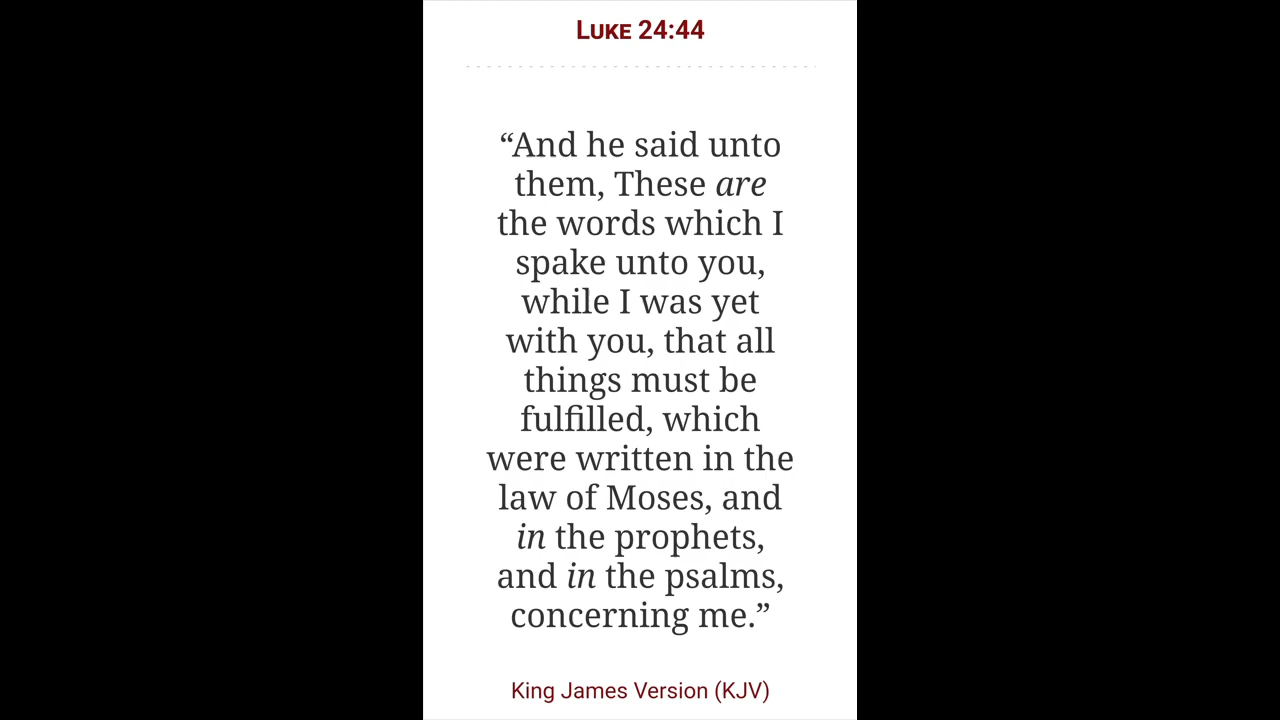 Luke 24:44
“And he said unto
them, These are
the words which I
spake unto you,
while I was yet
with you, that all
things must be
fulfilled, which
were written in the
law of Moses, and
in the prophets,
and in the psalms,
concerning me.”
King James Version (KJV)